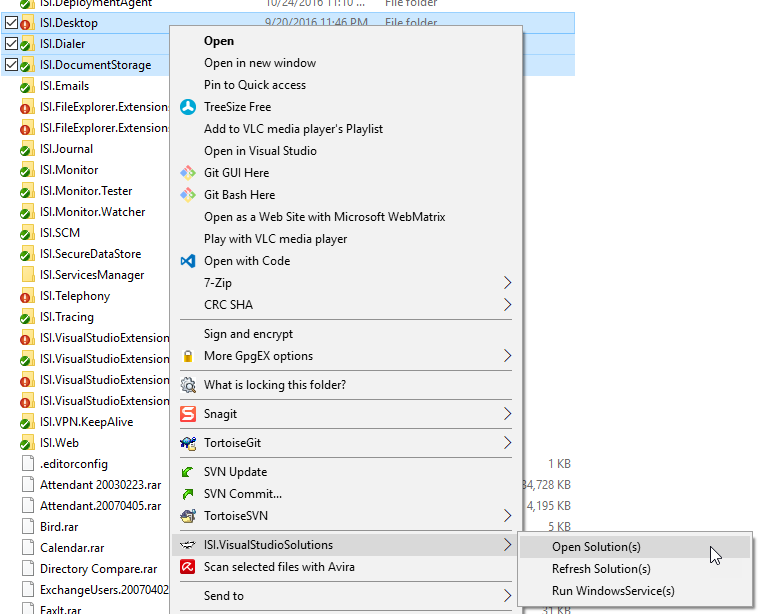 ISI.DeploymentAgent 10/24/2016 11:10 ... File folder
ISI.Desktop 9/20/2016 11:46 PM File folder
ISI.Dialer
ISI.DocumentStorage
ISI.Emails
ISI.FileExplorer.Extension
ISI.FileExplorer.Extension
ISI.Journal
ISI.Monitor
ISI.Monitor.Tester
ISI.Monitor.Watcher
ISI.SCM
ISI.SecureDataStore
ISI.ServicesManager
ISI.Telephony
ISI.Tracing
ISI.VisualStudioExtension
ISI.VisualStudioExtension
ISI.VisualStudioExtension
ISI.VisualStudioExtension
ISI.VPN.KeepAlive
ISI.Web
.editorconfig 1 KB
Attendant 20030223.rar 34,728 KB
Attendant.20070405.rar 4,195 KB
Bird.rar 5 KB
Calendar.rar
Directory Compare.rar
ExchangeUsers.20070402
FaxIt.rar 31 KB
Open
Open in new window
Pin to Quick access
TreeSize Free
Add to VLC media player's Playlist
Open in Visual Studio
Git GUI Here
Git Bash Here
Open as a Web Site with Microsoft WebMatrix
Play with VLC media player
Open with Code
7-Zip
CRC SHA
Sign and encrypt
More GpgEX options
What is locking this folder?
Snagit
TortoiseGit
SVN Update
SVN Commit...
TortoiseSVN
ISI.VisualStudioSolutions
Scan selected files with Avira
Send to
Open Solution(s)
Refresh Solution(s)
Run WindowsService(s)